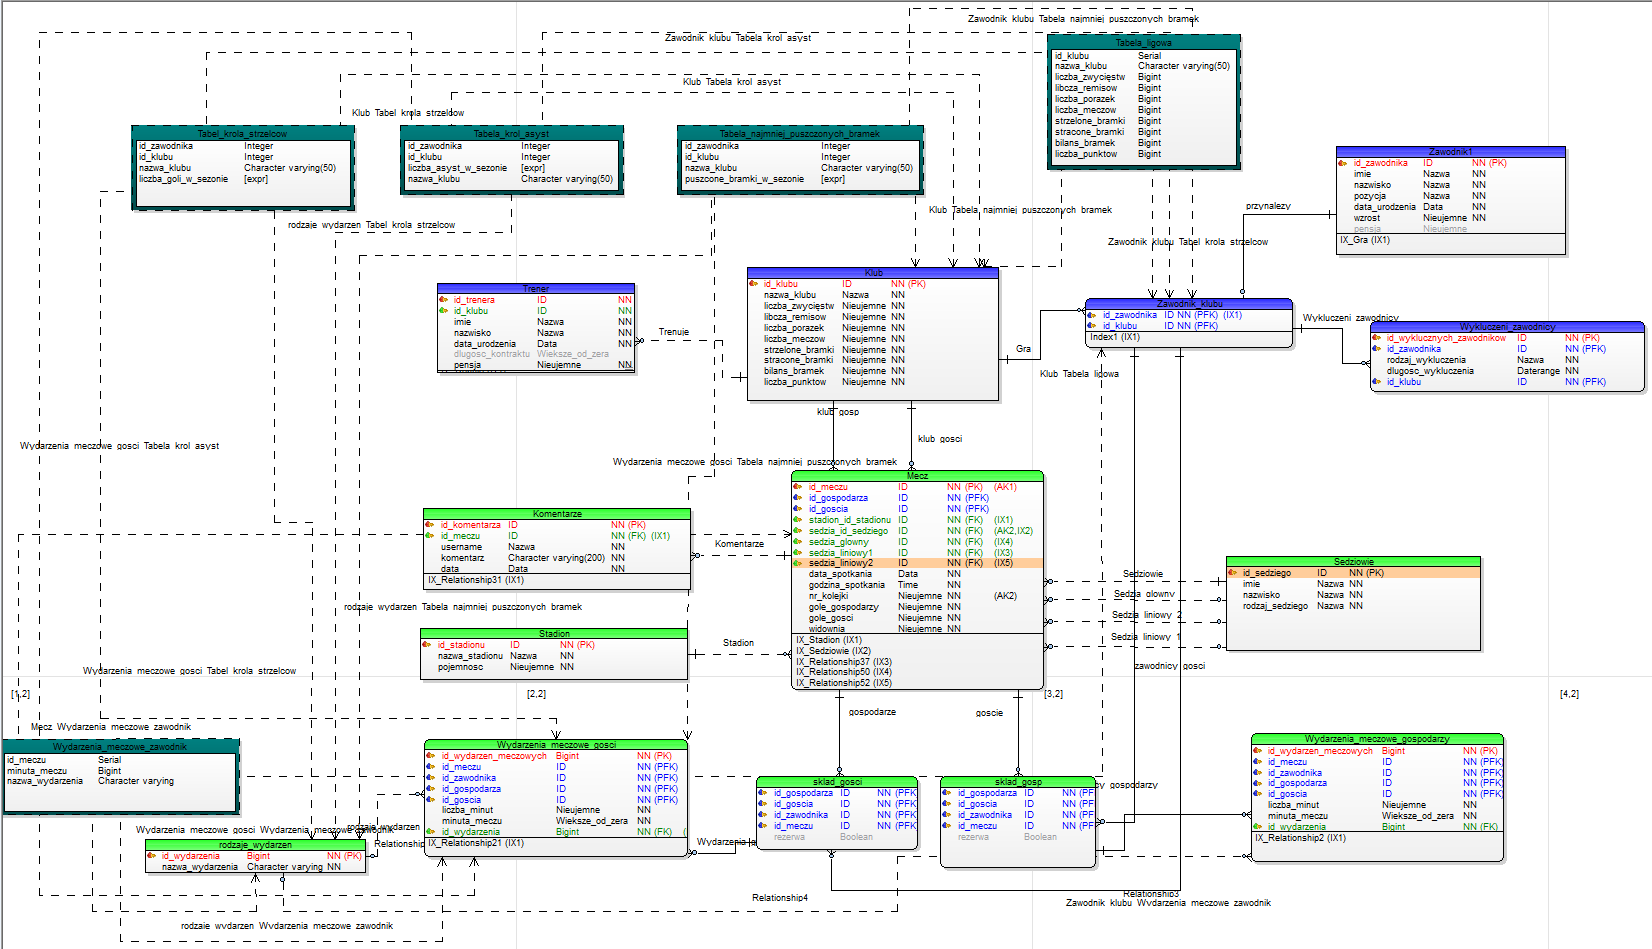 Zawodnik klubu Tabela najmniej puszczonych bramek
Zawodnik klubu Tabela krol asyst
Klub Tabela krol asyst
Klub Tabel krola strzelcow
Tabela_ligowa
id_klubu Serial
nazwa_klubu Character varying(50)
liczba_zwycięstw Bigint
libcza_remisow Bigint
liczba_porazek Bigint
liczba_meczow Bigint
strzelone_bramki Bigint
stracone_bramki Bigint
bilans_bramek Bigint
liczba_punktow Bigint
Tabel_krola_strzelcow
id_zawodnika Integer
id_klubu Integer
nazwa_klubu Character varying(50)
liczba_goli_w_sezonie [expr]
Tabela_krol_asyst
id_zawodnika Integer
id_klubu Integer
liczba_asyst_w_sezonie [expr]
nazwa_klubu Character varying(50)
Tabela_najmniej_puszczonych_bramek
id_zawodnika Integer
id_klubu Integer
nazwa_klubu Character varying(50)
puszcone_bramki_w_sezonie [expr]
Zawodnik1
id_zawodnika ID NN (PK)
imie Nazwa NN
nazwisko Nazwa NN
pozycja Nazwa NN
data_urodzenia Data NN
wzrost Nieujemne NN
pensja Nieujemne
IX_Gra (IX1)
rodzaje wydarzen Tabel krola strzelcow
Klub Tabela najmniej puszczonych bramek
przynalezy
Zawodnik klubu Tabel krola strzelcow
Trener
id_trenera ID NN
id_klubu ID NN
imie Nazwa NN
nazwisko Nazwa NN
data_urodzenia Data NN
dlugosc_kontraktu Wieksze_od_zera
pensja Nieujemne NN
Trenuje
Klub
id_klubu ID NN (PK)
nazwa_klubu Nazwa NN
liczba_zwycięstw Nieujemne NN
libcza_remisow Nieujemne NN
liczba_porazek Nieujemne NN
liczba_meczow Nieujemne NN
strzelone_bramki Nieujemne NN
stracone_bramki Nieujemne NN
bilans_bramek Nieujemne NN
liczba_punktow Nieujemne NN
Gra
Zawodnik_klubu
id_zawodnika ID NN (PFK) (IX1)
id_klubu ID NN (PFK)
Index1 (IX1)
Wykluczeni zawodnicy
Wykluczeni_zawodnicy
id_wyklucznych_zawodnikow ID NN (PK)
id_zawodnika ID NN (PFK)
rodzaj_wykluczenia Nazwa NN
dlugosc_wykluczenia Daterange NN
id_klubu ID NN (PFK)
Klub Tabela ligowa
klub gosp
klub gosci
Wydarzenia meczowe gosci Tabela krol asyst
Wydarzenia meczowe gosci Tabela najmniej puszczonych bramek
Mecz
id_meczu ID NN (PK) (AK1)
id_gospodarza ID NN (PFK)
id_goscia ID NN (PFK)
stadion_id_stadionu ID NN (FK) (IX1)
sedzia_id_sedziego ID NN (FK) (AK2,IX2)
sedzia_glowny ID NN (FK) (IX4)
sedzia_liniowy1 ID NN (FK) (IX3)
sedzia_liniowy2 ID NN (FK) (IX5)
data_spotkania Data NN
godzina_spotkania Time NN
nr_kolejki Nieujemne NN (AK2)
gole_gospodarzy Nieujemne NN
gole_gosci Nieujemne NN
widownia Nieujemne NN
IX_Stadion (IX1)
IX_Sedziowie (IX2)
IX_Relationship37 (IX3)
IX_Relationship50 (IX4)
IX_Relationship52 (IX5)
Komentarze
id_komentarza ID NN (PK)
id_meczu ID NN (FK) (IX1)
username Nazwa NN
komentarz Character varying(200) NN
data Data NN
IX_Relationship31 (IX1)
Komentarze
Sedziowie
id_sedziego ID NN (PK)
imie Nazwa NN
nazwisko Nazwa NN
rodzaj_sedziego Nazwa NN
Sedziowie
Sedzia glowny
Sedzia liniowy 2
Sedzia liniowy 1
rodzaje wydarzen Tabela najmniej puszczonych bramek
Stadion
id_stadionu ID NN (PK)
nazwa_stadionu Nazwa NN
pojemnosc Nieujemne NN
Stadion
zawodnicy gosci
Wydarzenia meczowe gosci Tabel krola strzelcow
[1,2]
[2,2]
[3,2]
[4,2]
gospodarze
goscie
Mecz Wydarzenia meczowe zawodnik
Wydarzenia_meczowe_zawodnik
id_meczu Serial
minuta_meczu Bigint
nazwa_wydarzenia Character varying
Wydarzenia_meczowe_gosci
id_wydarzen_meczowych Bigint NN (PK)
id_meczu ID NN (PFK)
id_zawodnika ID NN (PFK)
id_gospodarza ID NN (PFK)
id_goscia ID NN (PFK)
liczba_minut Nieujemne NN
minuta_meczu Wieksze_od_zera NN
id_wydarzenia Bigint NN (FK) (
IX_Relationship21 (IX1)
sklad_gosci
id_gospodarza ID NN (PFK
id_goscia ID NN (PFK
id_zawodnika ID NN (PFK
id_meczu ID NN (PFK
rezerwa Boolean
sklad_gosp
id_gospodarza ID NN (PF
id_goscia ID NN (PF
id_zawodnika ID NN (PF
id_meczu ID NN (PF
rezerwa Boolean
cy gospodarzy
Wydarzenia_meczowe_gospodarzy
id_wydarzen_meczowych Bigint NN (PK)
id_meczu ID NN (PFK)
id_zawodnika ID NN (PFK)
id_gospodarza ID NN (PFK)
id_goscia ID NN (PFK)
liczba_minut Nieujemne NN
minuta_meczu Wieksze_od_zera NN
id_wydarzenia Bigint NN (FK)
IX_Relationship2 (IX1)
Wydarzenia meczowe gosci Wydarzenia meczowe zawodnik
rodzaje wydarzen
Relationship
Wydarzenia g
rodzaje_wydarzen
id_wydarzenia Bigint NN (PK)
nazwa_wydarzenia Character varying NN
Relationship4
Relationship3
Zawodnik klubu Wydarzenia meczowe zawodnik
rodzaje wydarzen Wydarzenia meczowe zawodnik